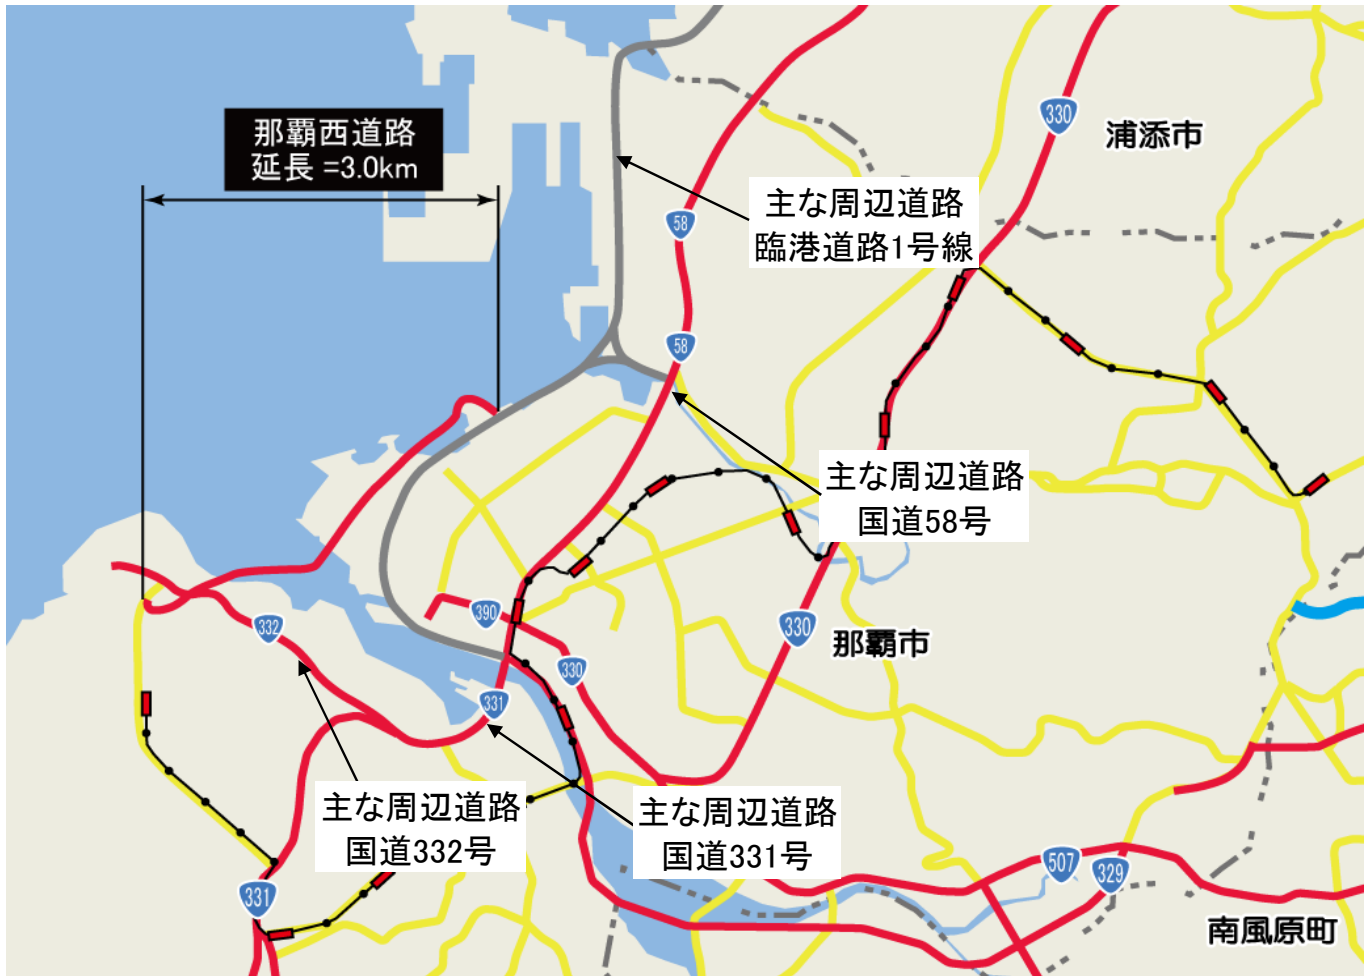 330
浦添市
那覇西道路
延長 =3.0km
主な周辺道路
臨港道路1号線
58
58
主な周辺道路
国道58号
390
332
330
330
那覇市
331
主な周辺道路
国道332号
主な周辺道路
国道331号
507
329
331
南風原町